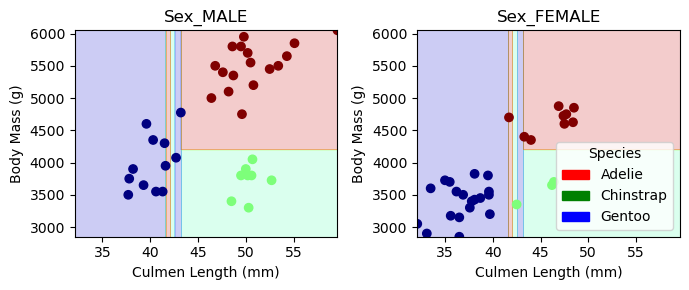 Sex_MALE
Body Mass (g)
6000
5500
5000
4500
4000
3500
3000
35
40
45
50
55
Culmen Length (mm)
Sex_FEMALE
Body Mass (g)
6000
5500
5000
4500
4000
3500
3000
35
40
45
50
55
Culmen Length (mm)
Species
Adelie
Chinstrap
Gentoo